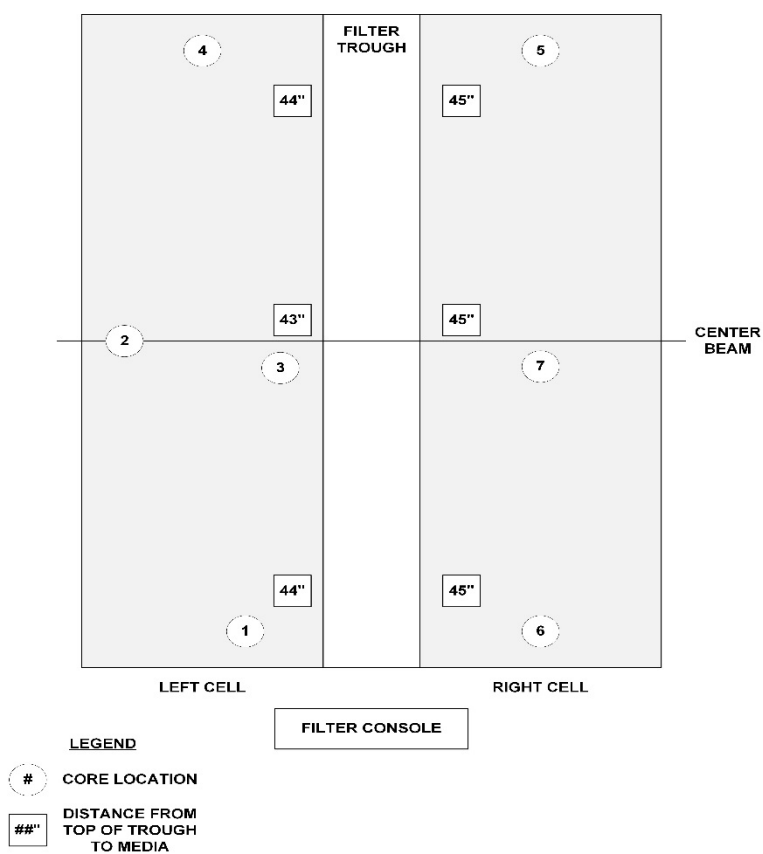 4
FILTER
TROUGH
5
44"
45"
43"
45"
2
CENTER
BEAM
3
7
44"
45"
1
6
LEFT CELL
RIGHT CELL
FILTER CONSOLE
LEGEND
#
CORE LOCATION
##"
DISTANCE FROM
TOP OF TROUGH
TO MEDIA